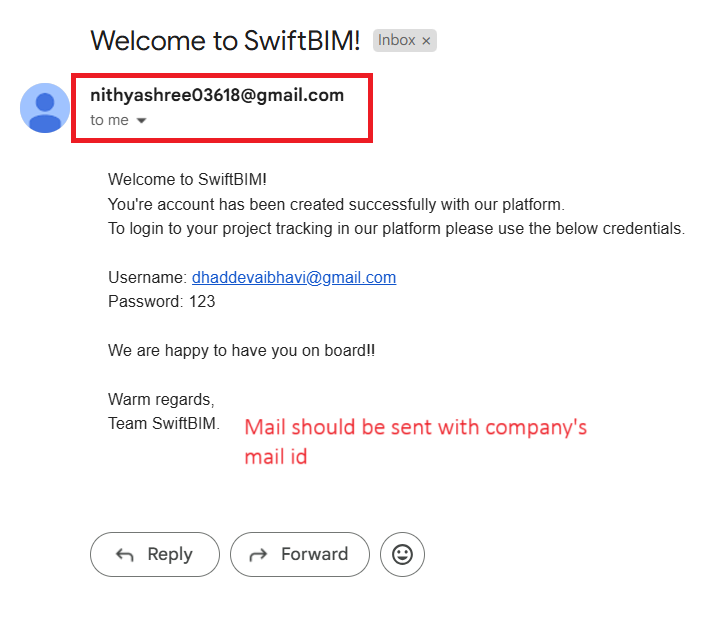 Welcome to SwiftBIM! Inbox ×
nithyashree03618@gmail.com
to me
Welcome to SwiftBIM!
You're account has been created successfully with our platform.
To login to your project tracking in our platform please use the below credentials.
Username: dhaddevaibhavi@gmail.com
Password: 123
We are happy to have you on board!!
Warm regards,
Team SwiftBIM.
Mail should be sent with company's
mail id
Reply Forward